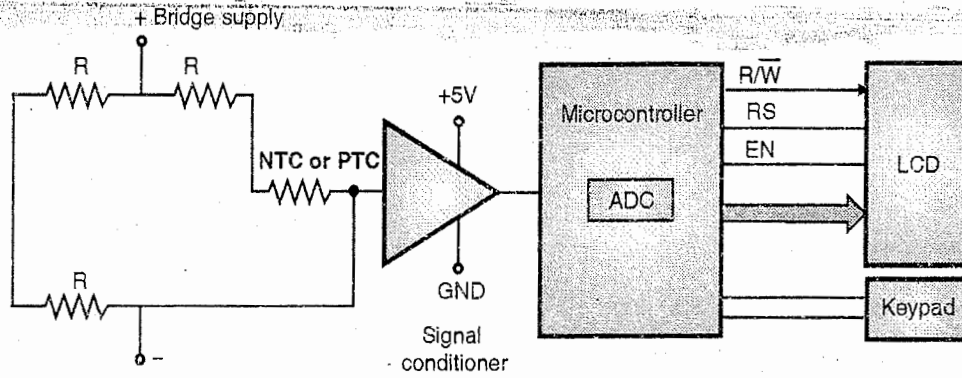 + Bridge supply
R
R
NTC or PTC
R
–
+5V
GND
Signal
conditioner
Microcontroller
ADC
R/W̅
RS
EN
LCD
Keypad